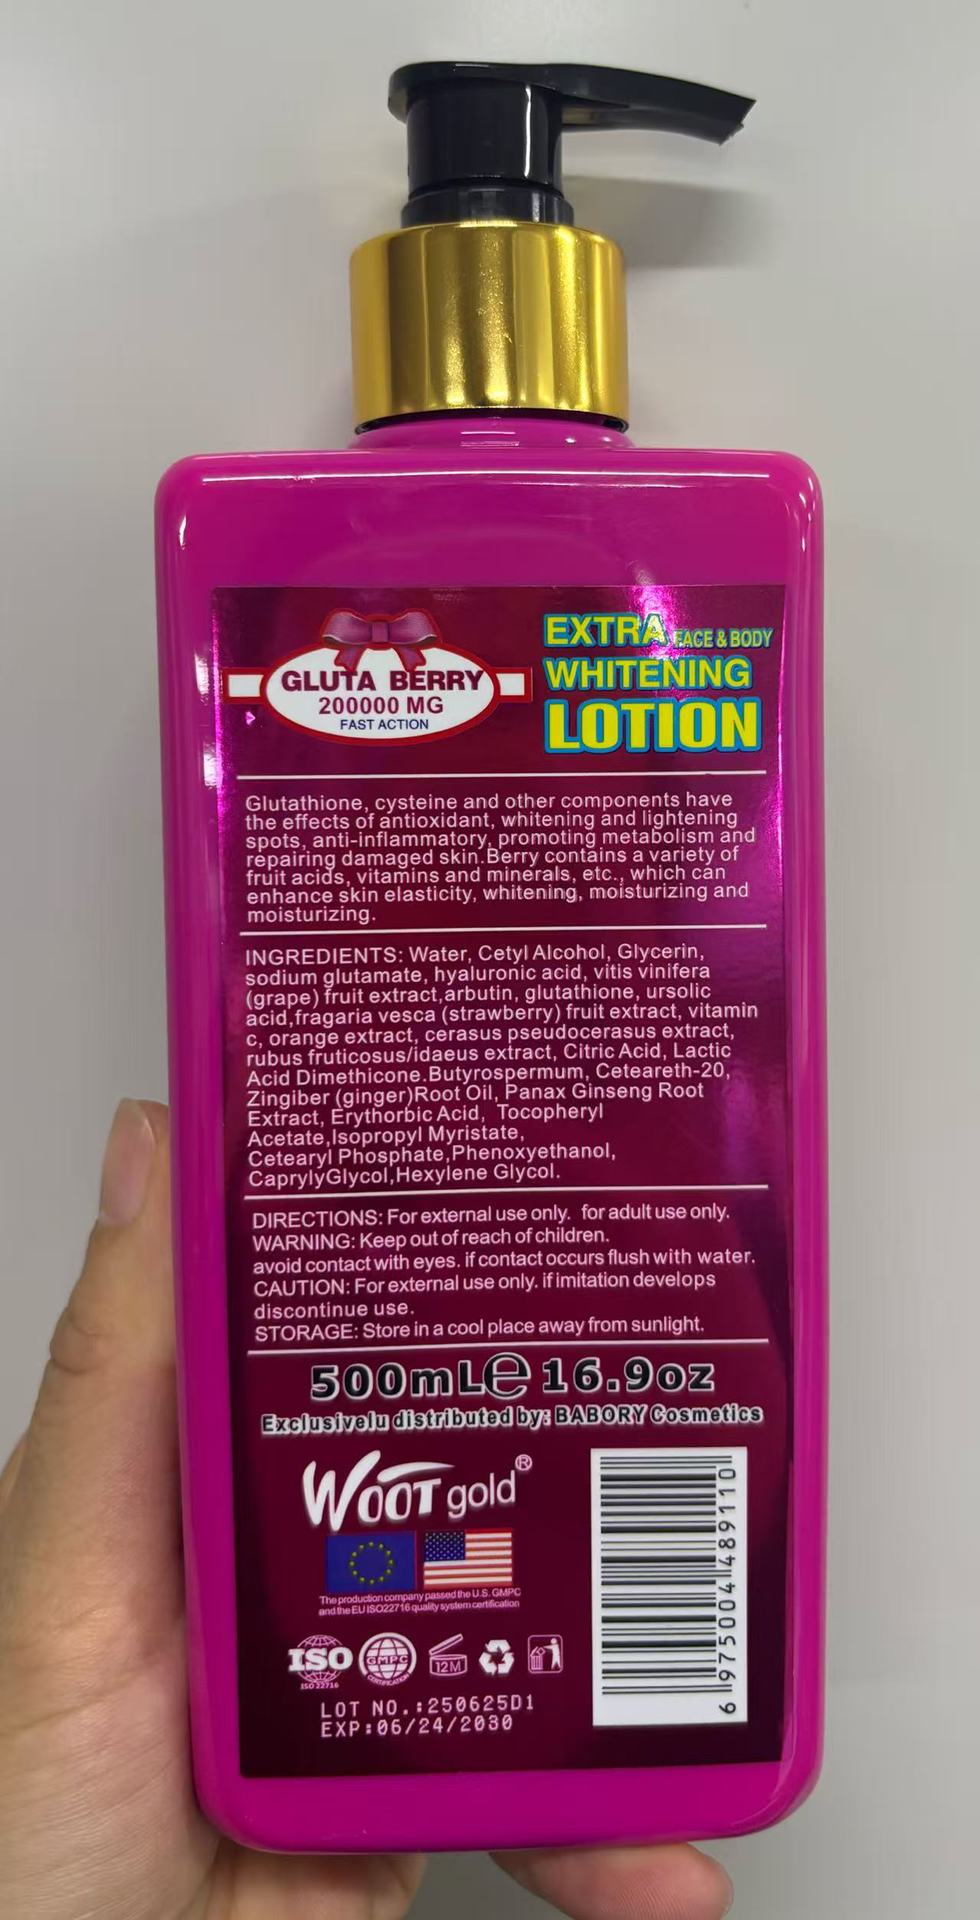 GLUTA BERRY
200000 MG
FAST ACTION
EXTRA FACE & BODY
WHITENING
LOTION
Glutathione, cysteine and other components have
the effects of antioxidant, whitening and lightening
spots, anti-inflammatory, promoting metabolism and
repairing damaged skin.Berry contains a variety of
fruit acids, vitamins and minerals, etc., which can
enhance skin elasticity, whitening, moisturizing and
moisturizing.
INGREDIENTS: Water, Cetyl Alcohol, Glycerin,
sodium glutamate, hyaluronic acid, vitis vinifera
(grape) fruit extract,arbutin, glutathione, ursolic
acid,fragaria vesca (strawberry) fruit extract, vitamin
c, orange extract, cerasus pseudocerasus extract,
rubus fruticosus/idaeus extract, Citric Acid, Lactic
Acid Dimethicone.Butyrospermum, Ceteareth-20,
Zingiber (ginger)Root Oil, Panax Ginseng Root
Extract, Erythorbic Acid, Tocopheryl
Acetate,Isopropyl Myristate,
Cetearyl Phosphate,Phenoxyethanol,
CaprylyGlycol,Hexylene Glycol.
DIRECTIONS: For external use only. for adult use only.
WARNING: Keep out of reach of children.
avoid contact with eyes. if contact occurs flush with water.
CAUTION: For external use only. if imitation develops
discontinue use.
STORAGE: Store in a cool place away from sunlight.
500mL℮ 16.9oz
Exclusivelu distributed by: BABORY Cosmetics
WOOT gold®
The production company passed the U.S. GMPC
and the EU ISO22716 quality system certification
ISO
ISO 22716
GMPC
CERTIFICATION
12M
LOT NO.:250625D1
EXP:06/24/2030
6 975004 489110